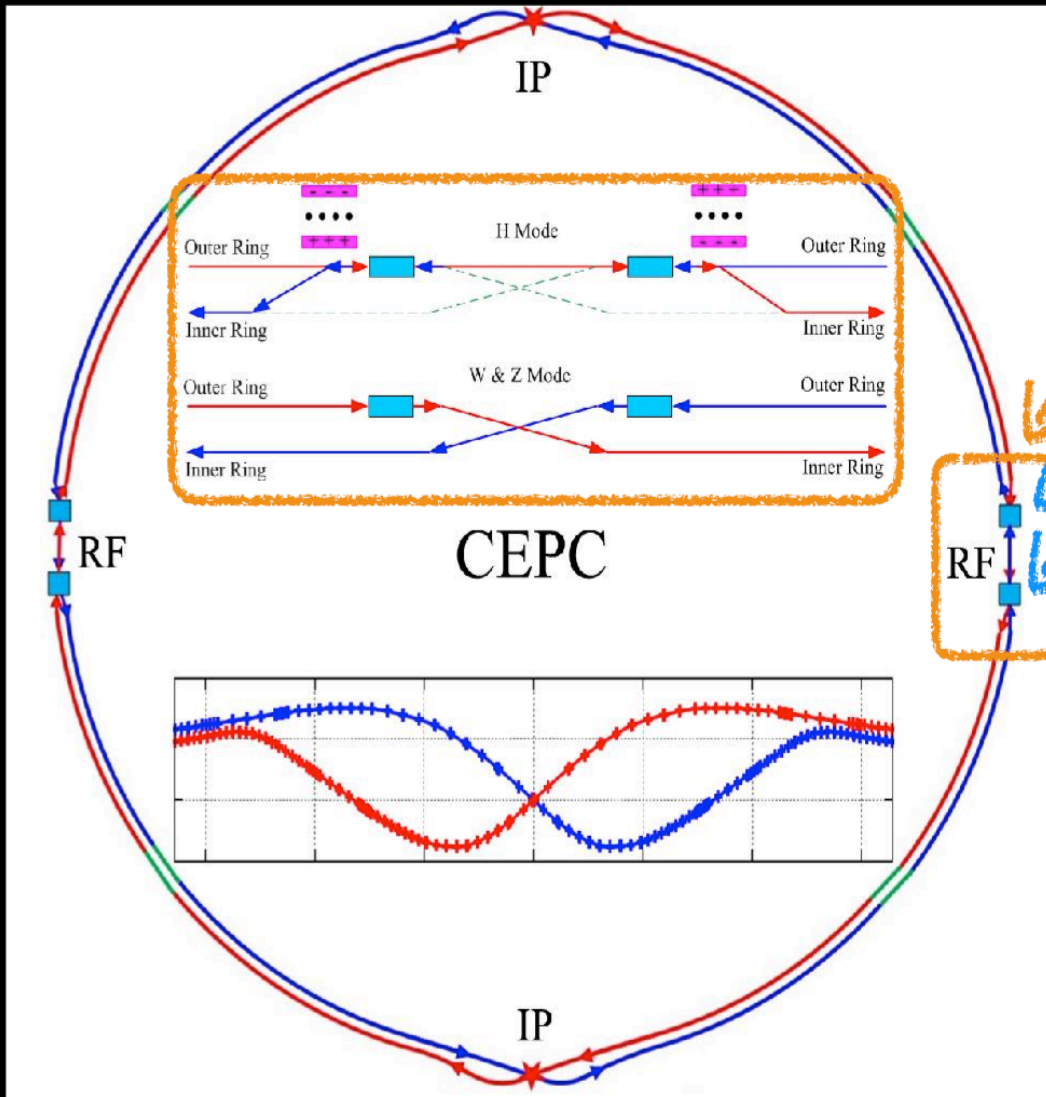 IP
- - -
+ + +
• • • •
• • • •
H Mode
+ + +
- - -
Outer Ring
Outer Ring
Inner Ring
Inner Ring
W & Z Mode
Outer Ring
Outer Ring
Inner Ring
Inner Ring
RF
CEPC
RF
IP